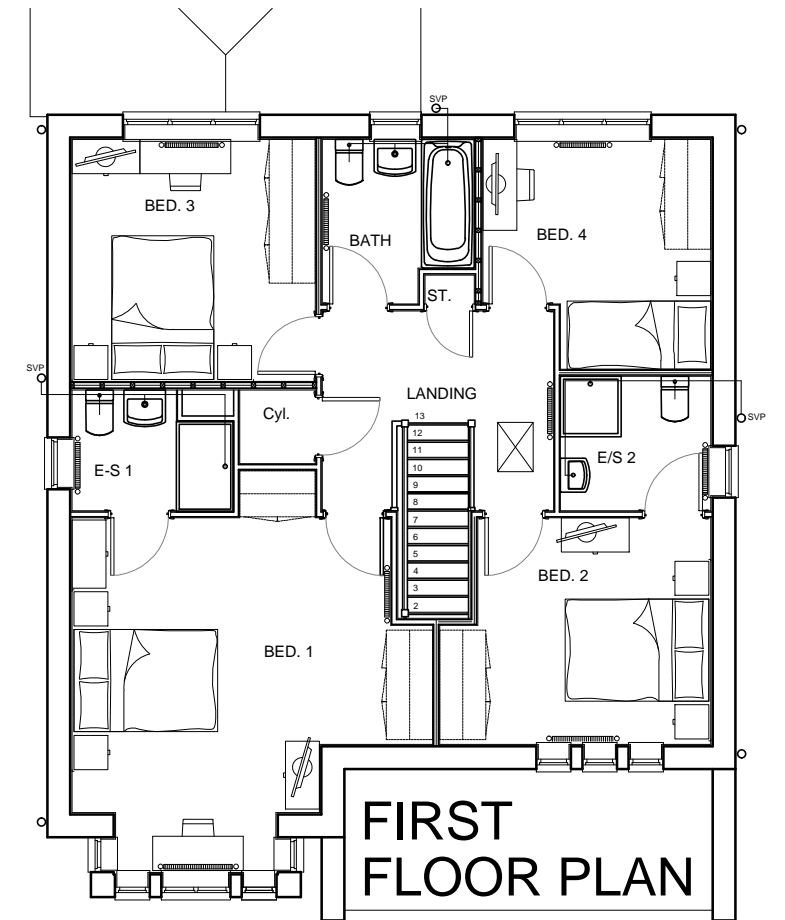 SVP
BED. 3
BATH
BED. 4
ST.
SVP
LANDING
Cyl.
13
12
11
10
9
8
7
6
5
4
3
2
SVP
E-S 1
E/S 2
BED. 2
BED. 1
FIRST
FLOOR PLAN